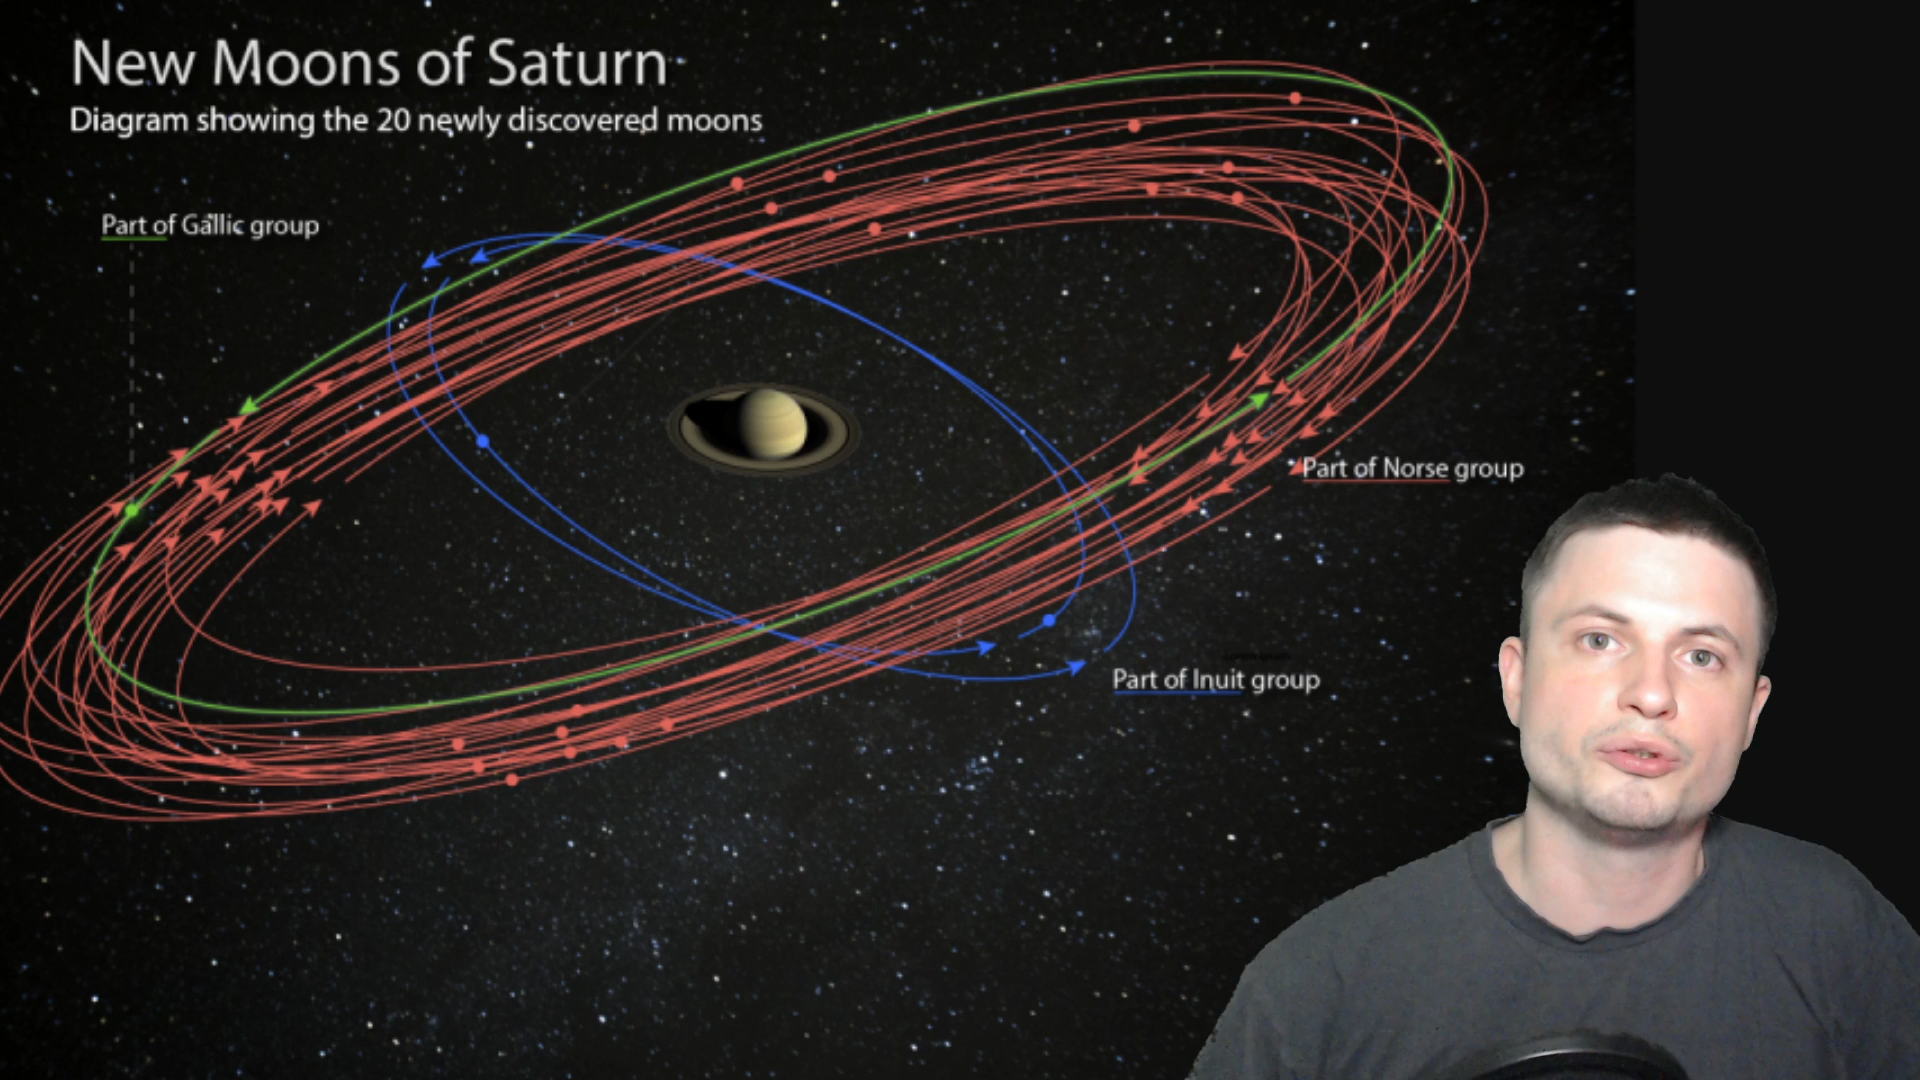 New Moons of Saturn
Diagram showing the 20 newly discovered moons
Part of Gallic group
Part of Norse group
Part of Inuit group